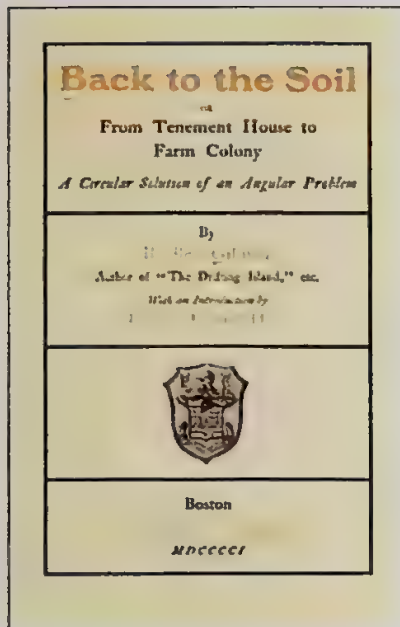 Back to the Soil
OR
From Tenement House to
Farm Colony
A Circular Solution of an Angular Problem
By
Author of "The Drifting Island," etc.
With an Introduction by
Boston
MDCCCCI